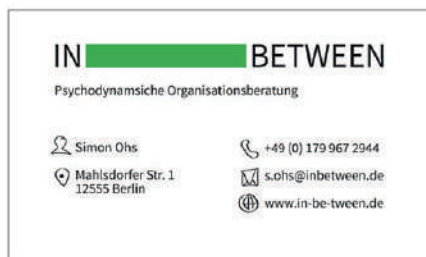 IN BETWEEN
Psychodynamsiche Organisationsberatung
Simon Ohs
Mahlsdorfer Str. 1
12555 Berlin
+49 (0) 179 967 2944
s.ohs@inbetween.de
www.in-be-tween.de